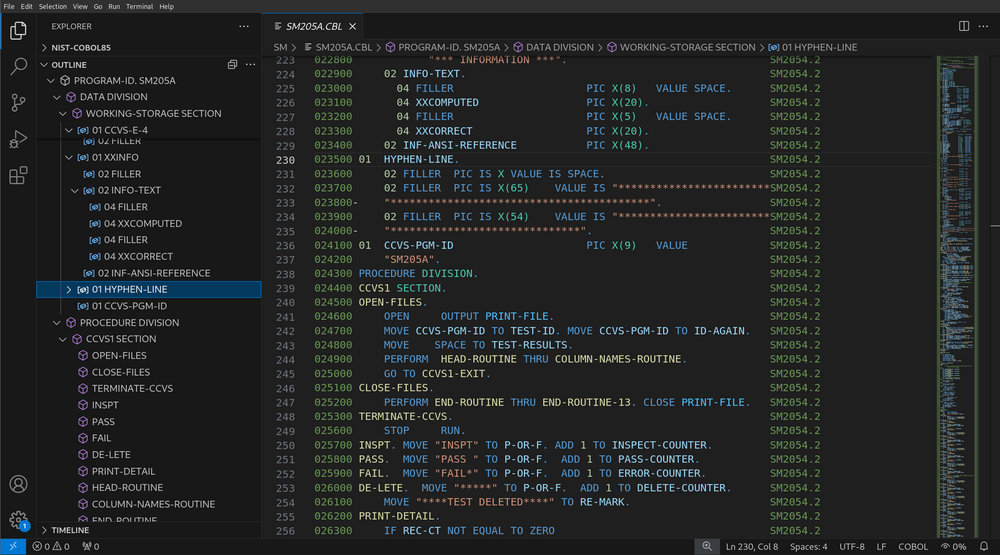 File Edit Selection View Go Run Terminal Help
EXPLORER
NIST-COBOL85
OUTLINE
PROGRAM-ID. SM205A
DATA DIVISION
WORKING-STORAGE SECTION
01 CCVS-E-4
02 FILLER
01 XXINFO
02 FILLER
02 INFO-TEXT
04 FILLER
04 XXCOMPUTED
04 FILLER
04 XXCORRECT
02 INF-ANSI-REFERENCE
01 HYPHEN-LINE
01 CCVS-PGM-ID
PROCEDURE DIVISION
CCVS1 SECTION
OPEN-FILES
CLOSE-FILES
TERMINATE-CCVS
INSPT
PASS
FAIL
DE-LETE
PRINT-DETAIL
HEAD-ROUTINE
COLUMN-NAMES-ROUTINE
END-ROUTINE
TIMELINE
SM205A.CBL
SM > SM205A.CBL > PROGRAM-ID. SM205A > DATA DIVISION > WORKING-STORAGE SECTION > 01 HYPHEN-LINE
223 022800 "*** INFORMATION ***". SM2054.2
224 022900 02 INFO-TEXT. SM2054.2
225 023000 04 FILLER PIC X(8) VALUE SPACE. SM2054.2
226 023100 04 XXCOMPUTED PIC X(20). SM2054.2
227 023200 04 FILLER PIC X(5) VALUE SPACE. SM2054.2
228 023300 04 XXCORRECT PIC X(20). SM2054.2
229 023400 02 INF-ANSI-REFERENCE PIC X(48). SM2054.2
230 023500 01 HYPHEN-LINE. SM2054.2
231 023600 02 FILLER PIC IS X VALUE IS SPACE. SM2054.2
232 023700 02 FILLER PIC IS X(65) VALUE IS "************************SM2054.2
233 023800- "*****************************************". SM2054.2
234 023900 02 FILLER PIC IS X(54) VALUE IS "************************SM2054.2
235 024000- "******************************". SM2054.2
236 024100 01 CCVS-PGM-ID PIC X(9) VALUE SM2054.2
237 024200 "SM205A". SM2054.2
238 024300 PROCEDURE DIVISION. SM2054.2
239 024400 CCVS1 SECTION. SM2054.2
240 024500 OPEN-FILES. SM2054.2
241 024600 OPEN OUTPUT PRINT-FILE. SM2054.2
242 024700 MOVE CCVS-PGM-ID TO TEST-ID. MOVE CCVS-PGM-ID TO ID-AGAIN. SM2054.2
243 024800 MOVE SPACE TO TEST-RESULTS. SM2054.2
244 024900 PERFORM HEAD-ROUTINE THRU COLUMN-NAMES-ROUTINE. SM2054.2
245 025000 GO TO CCVS1-EXIT. SM2054.2
246 025100 CLOSE-FILES. SM2054.2
247 025200 PERFORM END-ROUTINE THRU END-ROUTINE-13. CLOSE PRINT-FILE. SM2054.2
248 025300 TERMINATE-CCVS. SM2054.2
249 025600 STOP RUN. SM2054.2
250 025700 INSPT. MOVE "INSPT" TO P-OR-F. ADD 1 TO INSPECT-COUNTER. SM2054.2
251 025800 PASS. MOVE "PASS " TO P-OR-F. ADD 1 TO PASS-COUNTER. SM2054.2
252 025900 FAIL. MOVE "FAIL*" TO P-OR-F. ADD 1 TO ERROR-COUNTER. SM2054.2
253 026000 DE-LETE. MOVE "*****" TO P-OR-F. ADD 1 TO DELETE-COUNTER. SM2054.2
254 026100 MOVE "****TEST DELETED****" TO RE-MARK. SM2054.2
255 026200 PRINT-DETAIL. SM2054.2
256 026300 IF REC-CT NOT EQUAL TO ZERO SM2054.2
1
0 0 0 Ln 230, Col 8 Spaces: 4 UTF-8 LF COBOL 0%